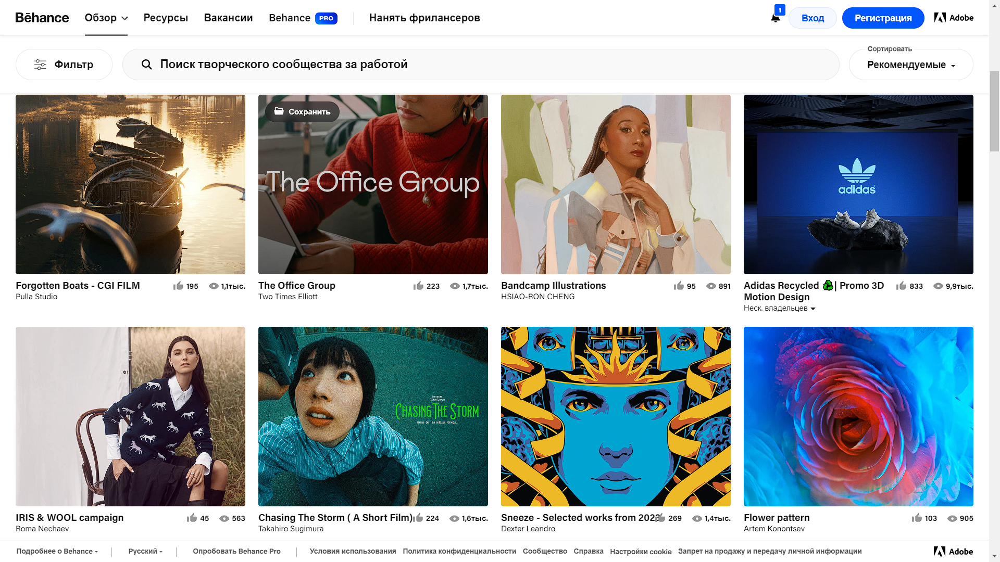 Bēhance Обзор Ресурсы Вакансии Behance PRO Нанять фрилансеров 1 Вход Регистрация Adobe
Фильтр Поиск творческого сообщества за работой Сортировать Рекомендуемые
Сохранить
The Office Group
adidas
Forgotten Boats - CGI FILM 195 1,1тыс.
Pulla Studio
The Office Group 223 1,7тыс.
Two Times Elliott
Bandcamp Illustrations 95 891
HSIAO-RON CHENG
Adidas Recycled ♻| Promo 3D Motion Design 833 9,9тыс.
Неск. владельцев
Directed by
Takahiro Sugimura
Chasing The Storm
IRIS & WOOL campaign 45 563
Roma Nechaev
Chasing The Storm ( A Short Film) 224 1,6тыс.
Takahiro Sugimura
Sneeze - Selected works from 2023 269 1,4тыс.
Dexter Leandro
Flower pattern 103 905
Artem Konontsev
Подробнее о Behance Русский Опробовать Behance Pro Условия использования Политика конфиденциальности Сообщество Справка Настройки cookie Запрет на продажу и передачу личной информации Adobe